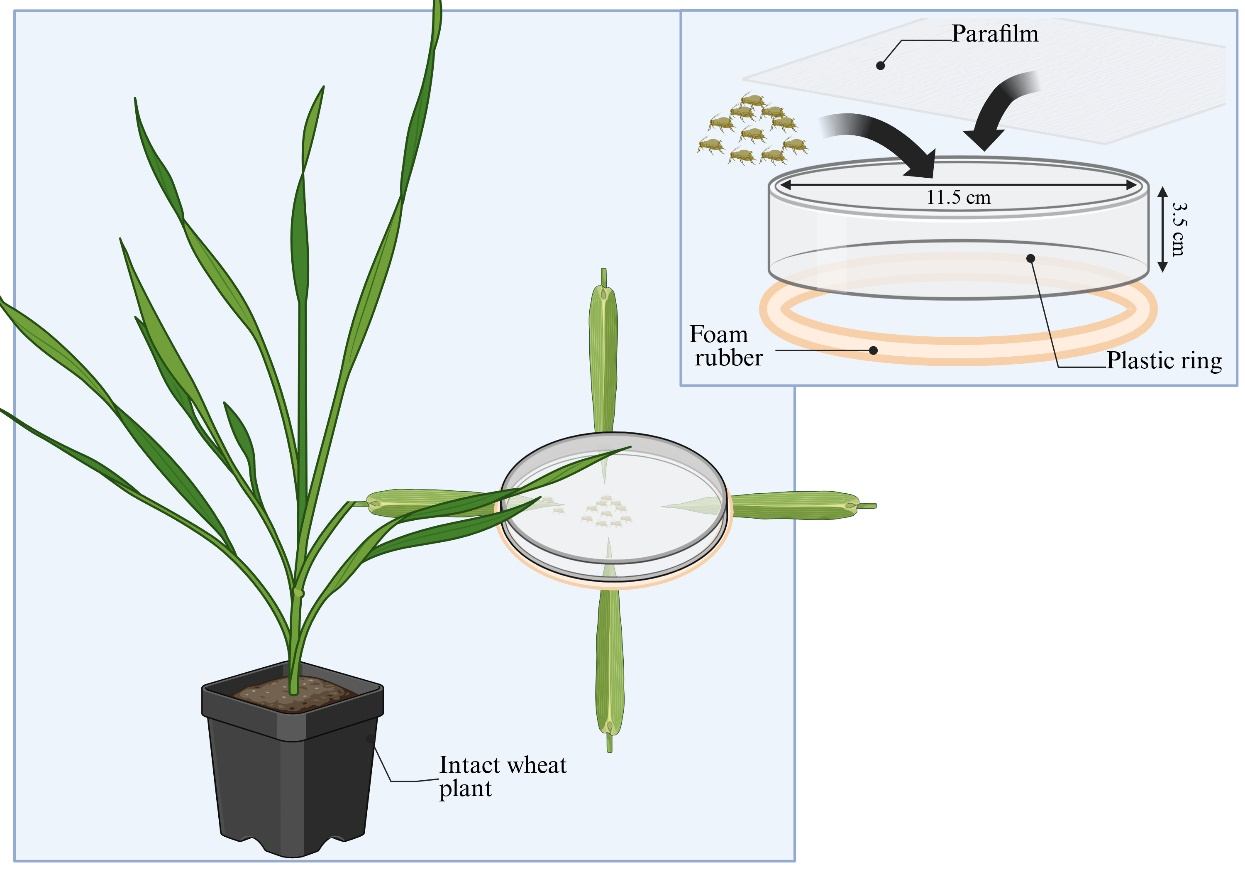 Parafilm
11.5 cm
3.5 cm
Foam
rubber
Plastic ring
Intact wheat
plant